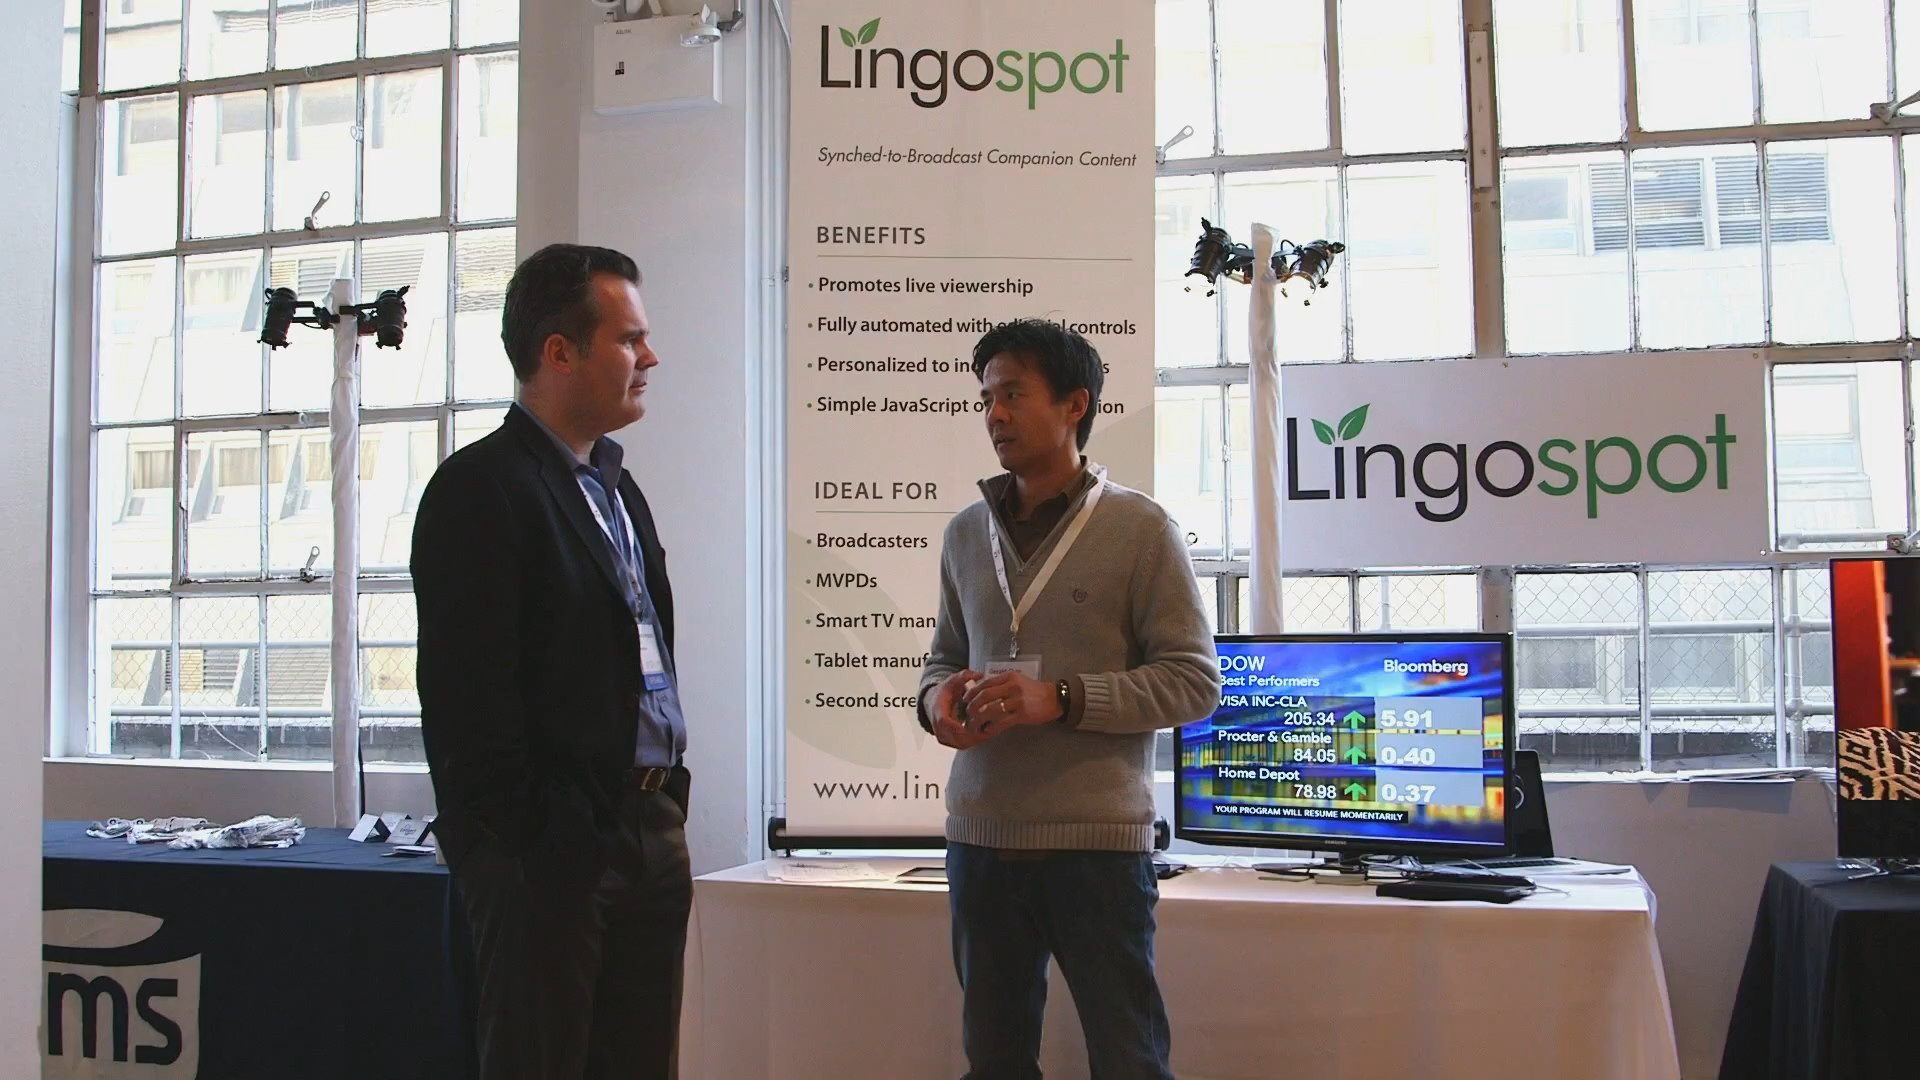 Lingospot
Synched-to-Broadcast Companion Content
BENEFITS
• Promotes live viewership
• Fully automated with controls
• Personalized to
• Simple JavaScript
IDEAL FOR
• Broadcasters
• MVPDs
• Smart TV
• Tablet
• Second
www.
Lingospot
DOW
Bloomberg
Best Performers
VISA INC-CLA
205.34 5.91
Procter & Gamble
84.05 0.40
Home Depot
78.98 0.37
YOUR PROGRAM WILL RESUME MOMENTARILY
SAMSUNG
ms